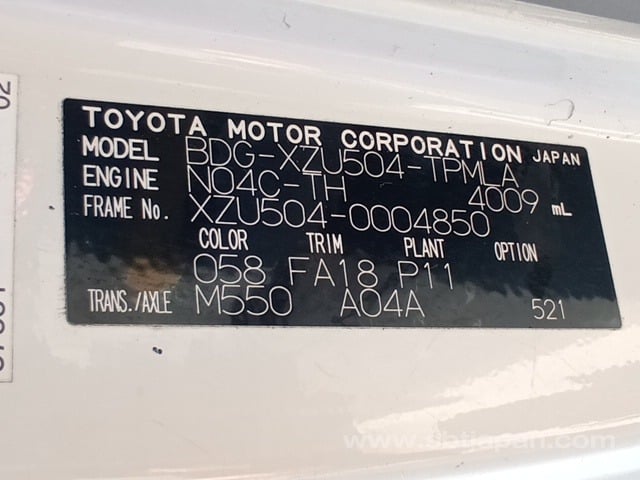 TOYOTA MOTOR CORPORATION JAPAN
MODEL BDG-XZU504-TPMLA
ENGINE N04C-TH 4009 mL
FRAME No. XZU504-0004850
COLOR TRIM PLANT OPTION
058 FA18 P11
TRANS./AXLE M550 A04A 521
02
www.sbtjapan.com